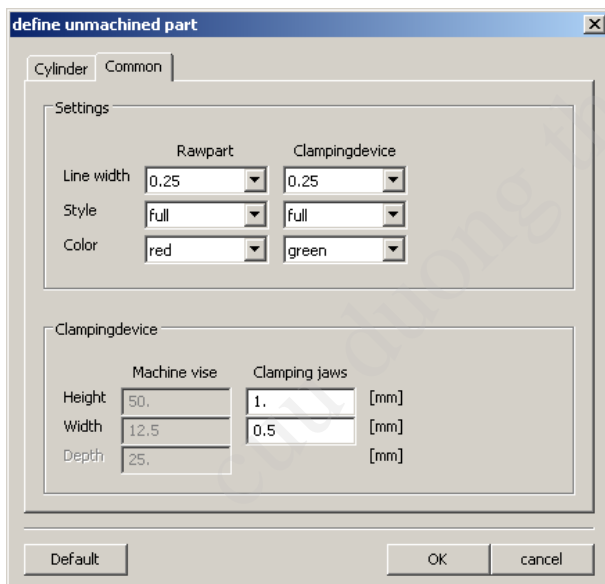 define unmachined part
Cylinder Common
Settings
Rawpart Clampingdevice
Line width 0.25 0.25
Style full full
Color red green
Clampingdevice
Machine vise Clamping jaws
Height 50. 1. [mm]
Width 12.5 0.5 [mm]
Depth 25. [mm]
Default OK cancel
cuu duong t